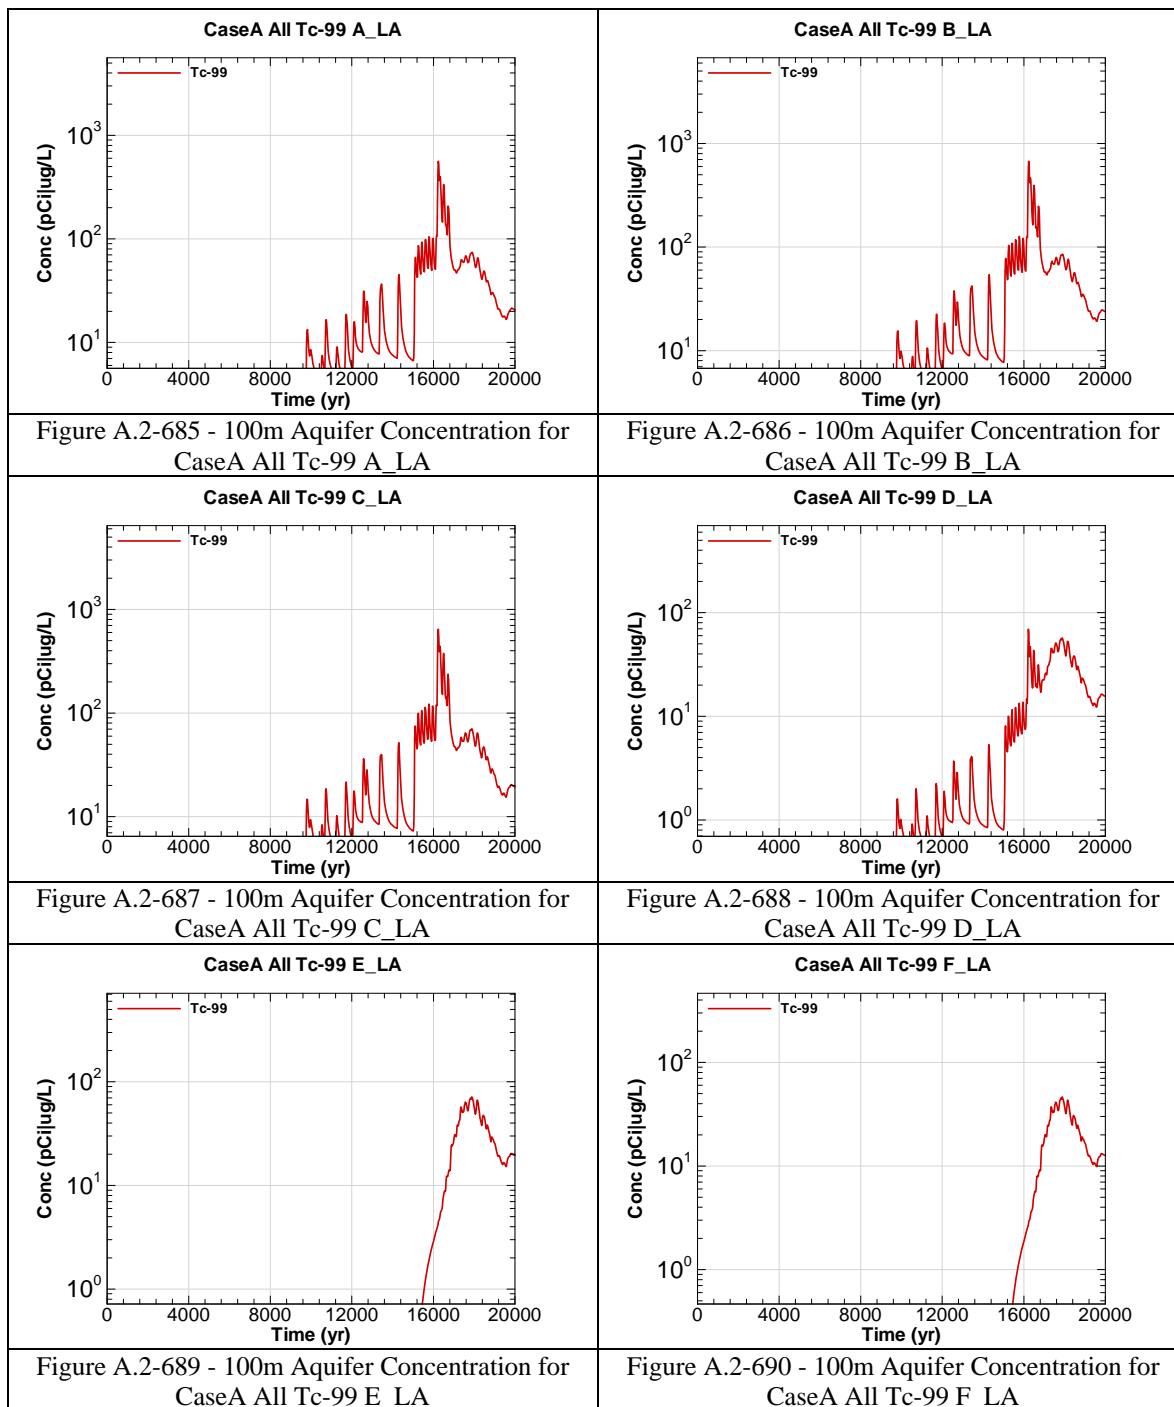 CaseA All Tc-99 A_LA
Tc-99
10^3
10^2
10^1
Conc (pCi|ug/L)
0 4000 8000 12000 16000 20000
Time (yr)
Figure A.2-685 - 100m Aquifer Concentration for
CaseA All Tc-99 A_LA
CaseA All Tc-99 B_LA
Tc-99
10^3
10^2
10^1
Conc (pCi|ug/L)
0 4000 8000 12000 16000 20000
Time (yr)
Figure A.2-686 - 100m Aquifer Concentration for
CaseA All Tc-99 B_LA
CaseA All Tc-99 C_LA
Tc-99
10^3
10^2
10^1
Conc (pCi|ug/L)
0 4000 8000 12000 16000 20000
Time (yr)
Figure A.2-687 - 100m Aquifer Concentration for
CaseA All Tc-99 C_LA
CaseA All Tc-99 D_LA
Tc-99
10^2
10^1
10^0
Conc (pCi|ug/L)
0 4000 8000 12000 16000 20000
Time (yr)
Figure A.2-688 - 100m Aquifer Concentration for
CaseA All Tc-99 D_LA
CaseA All Tc-99 E_LA
Tc-99
10^2
10^1
10^0
Conc (pCi|ug/L)
0 4000 8000 12000 16000 20000
Time (yr)
Figure A.2-689 - 100m Aquifer Concentration for
CaseA All Tc-99 E_LA
CaseA All Tc-99 F_LA
Tc-99
10^2
10^1
10^0
Conc (pCi|ug/L)
0 4000 8000 12000 16000 20000
Time (yr)
Figure A.2-690 - 100m Aquifer Concentration for
CaseA All Tc-99 F_LA